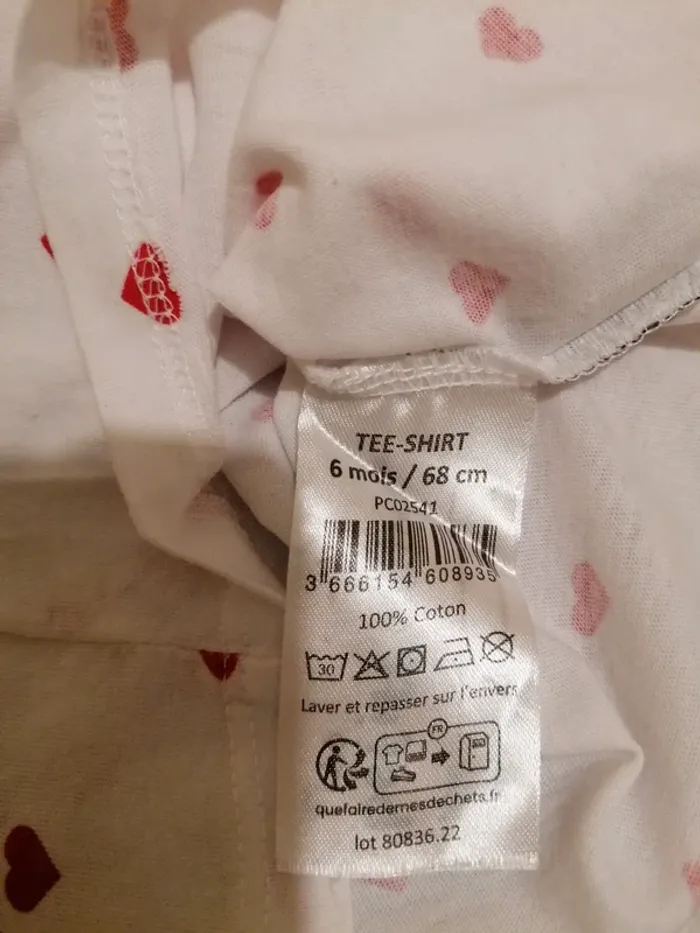 TEE-SHIRT
6 mois / 68 cm
PC02541
3 666154 608935
100% Coton
30
Laver et repasser sur l'envers
FR
quefairedemesdechets.fr
lot 80836.22